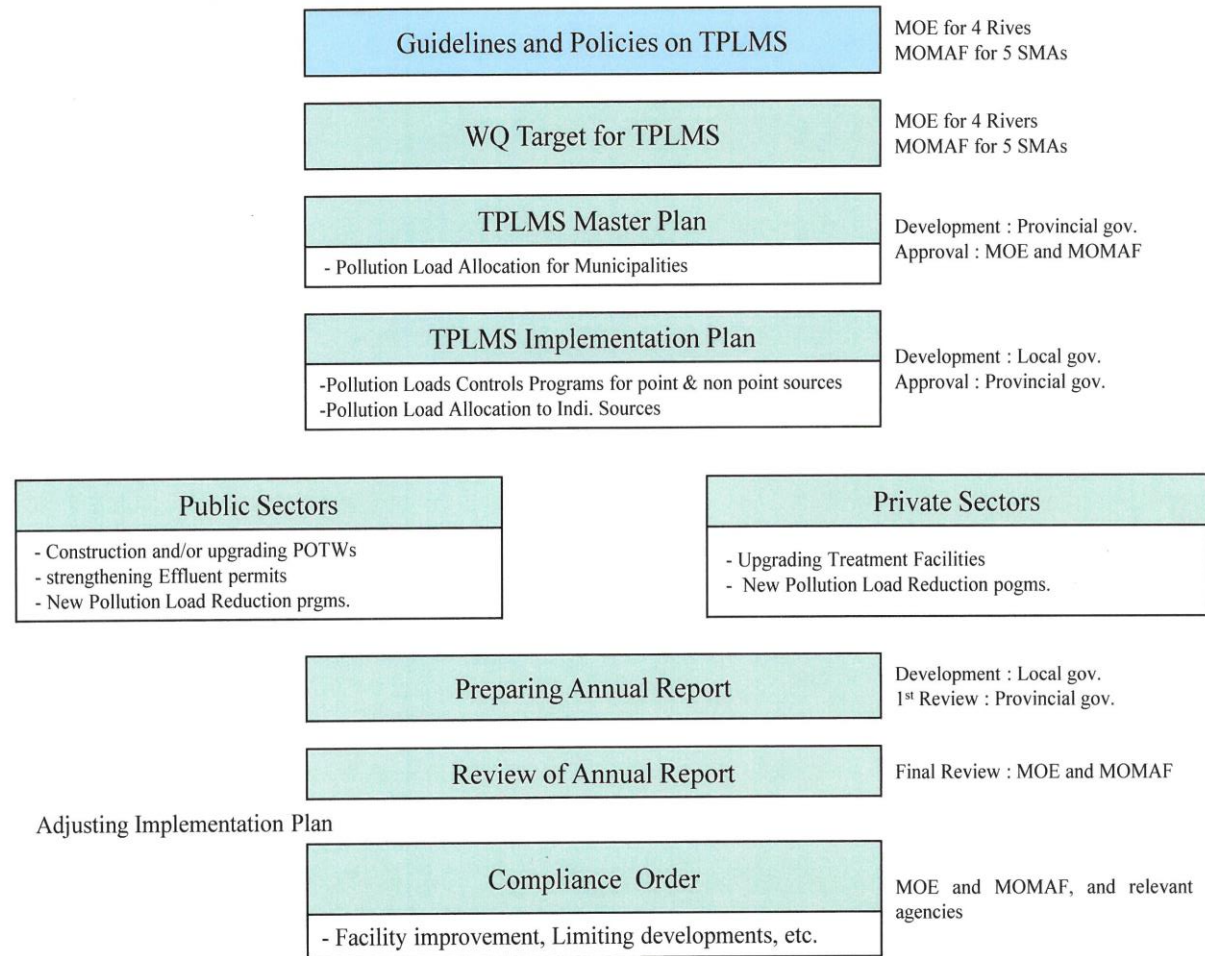 Guidelines and Policies on TPLMS
MOE for 4 Rives
MOMAF for 5 SMAs
WQ Target for TPLMS
MOE for 4 Rivers
MOMAF for 5 SMAs
TPLMS Master Plan
- Pollution Load Allocation for Municipalities
Development : Provincial gov.
Approval : MOE and MOMAF
TPLMS Implementation Plan
-Pollution Loads Controls Programs for point & non point sources
-Pollution Load Allocation to Indi. Sources
Development : Local gov.
Approval : Provincial gov.
Public Sectors
- Construction and/or upgrading POTWs
- strengthening Effluent permits
- New Pollution Load Reduction prgms.
Private Sectors
- Upgrading Treatment Facilities
- New Pollution Load Reduction pogms.
Preparing Annual Report
Development : Local gov.
1st Review : Provincial gov.
Review of Annual Report
Final Review : MOE and MOMAF
Adjusting Implementation Plan
Compliance Order
- Facility improvement, Limiting developments, etc.
MOE and MOMAF, and relevant
agencies